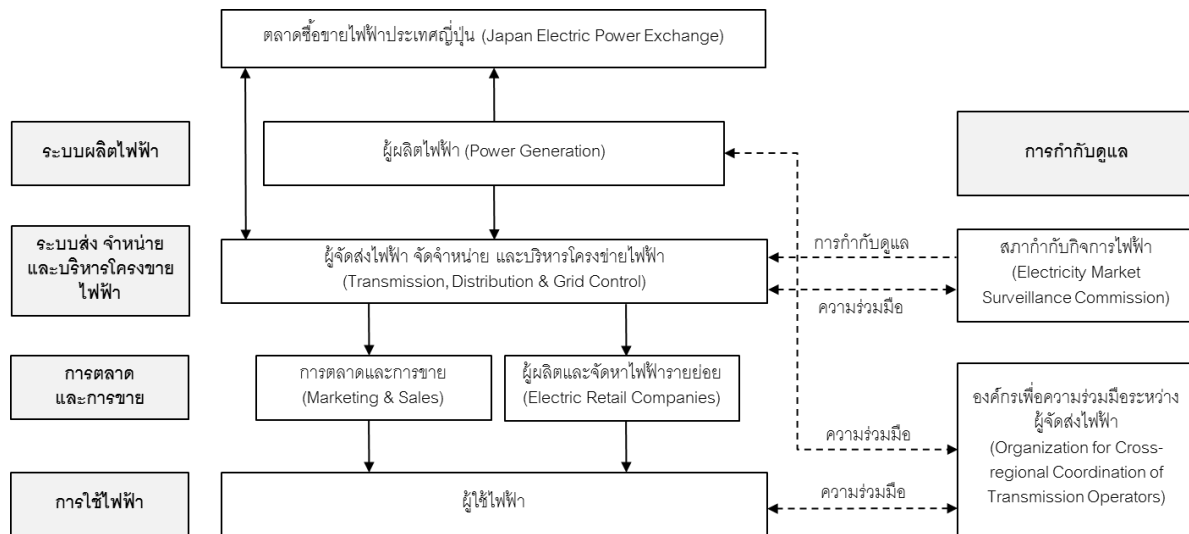 ตลาดซื้อขายไฟฟ้าประเทศญี่ปุ่น (Japan Electric Power Exchange)
ระบบผลิตไฟฟ้า
ผู้ผลิตไฟฟ้า (Power Generation)
การกำกับดูแล
ระบบส่ง จำหน่าย
และบริหารโครงขาย
ไฟฟ้า
ผู้จัดส่งไฟฟ้า จัดจำหน่าย และบริหารโครงข่ายไฟฟ้า
(Transmission, Distribution & Grid Control)
การกำกับดูแล
ความร่วมมือ
สภากำกับกิจการไฟฟ้า
(Electricity Market
Surveillance Commission)
การตลาด
และการขาย
การตลาดและการขาย
(Marketing & Sales)
ผู้ผลิตและจัดหาไฟฟ้ารายย่อย
(Electric Retail Companies)
องค์กรเพื่อความร่วมมือระหว่าง
ผู้จัดส่งไฟฟ้า
(Organization for Cross-
regional Coordination of
Transmission Operators)
ความร่วมมือ
การใช้ไฟฟ้า
ผู้ใช้ไฟฟ้า
ความร่วมมือ